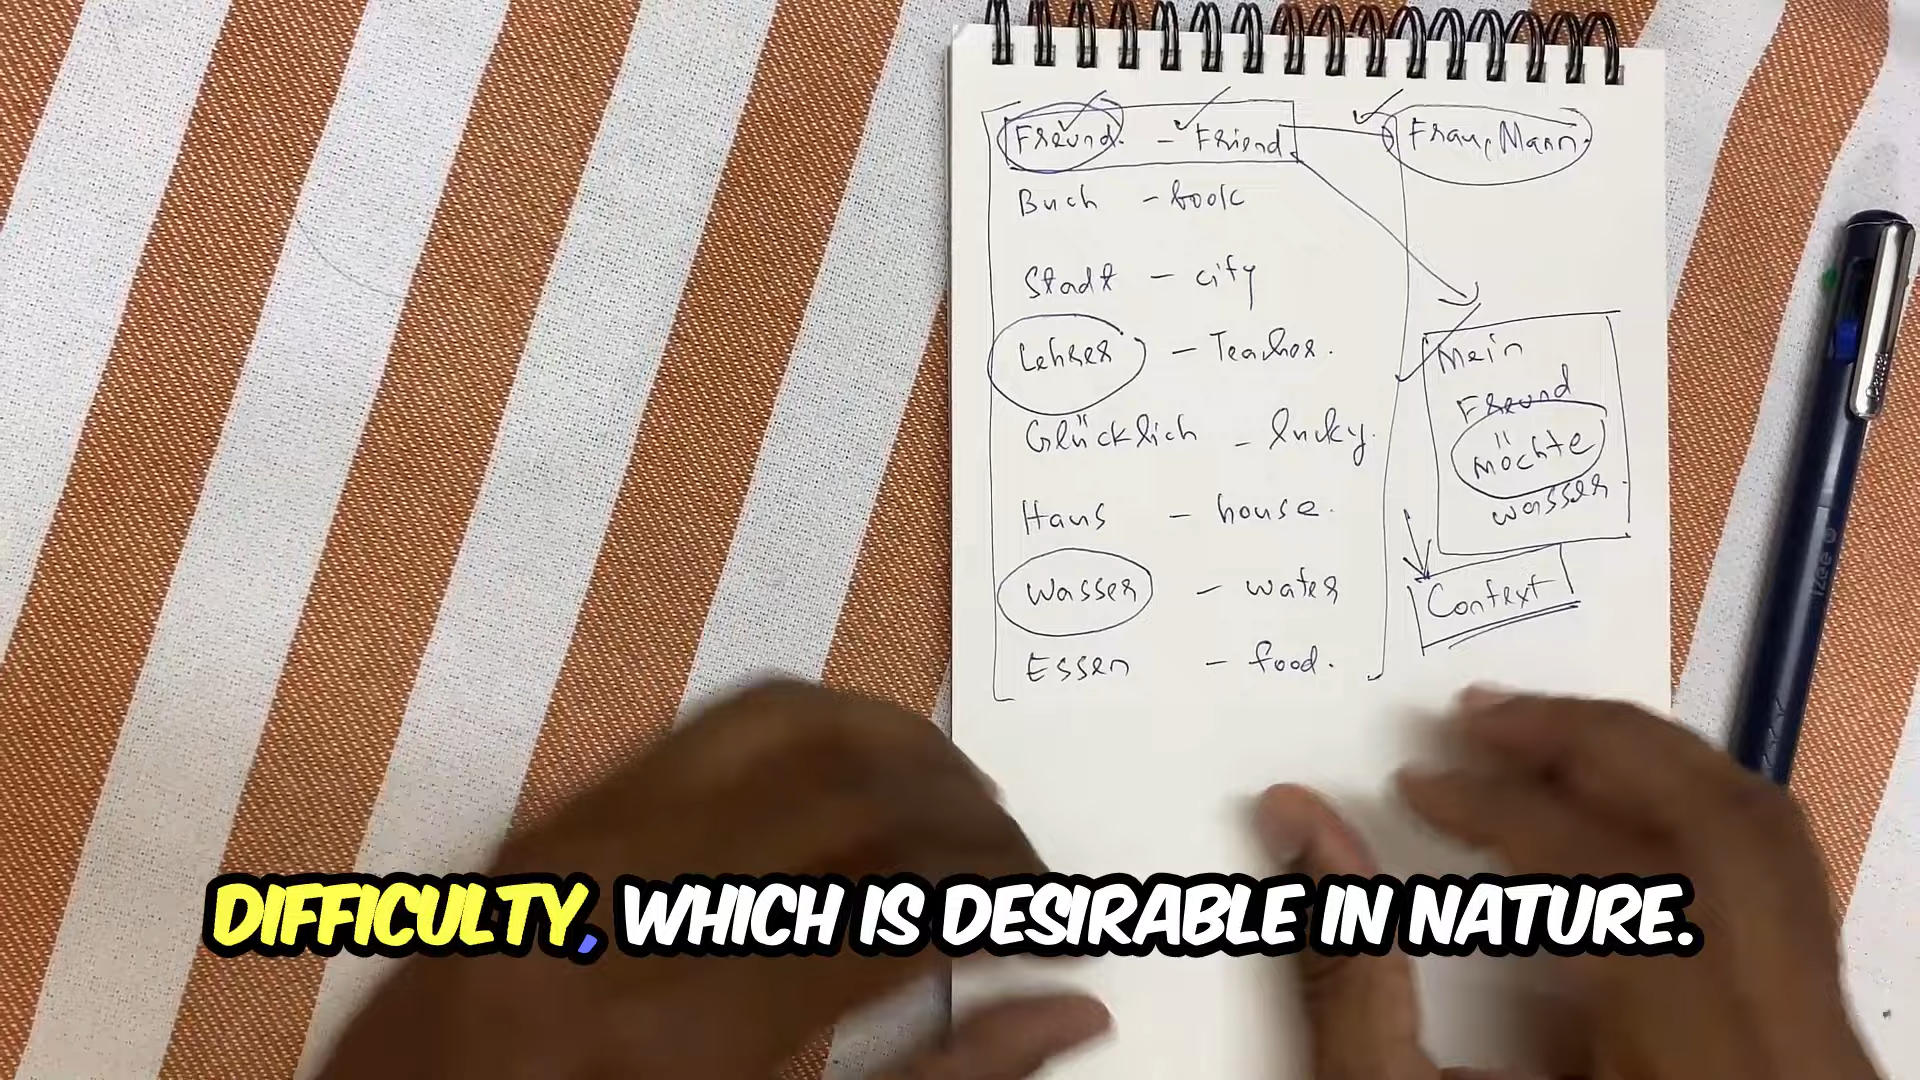 Freund. - Friend.
Frau, Mann.
Buch - book
Stadt - city
Lehrer - Teacher.
Glücklich - lucky.
Haus - house.
Wasser - water
Essen - food.
Mein
Freund
möchte
wasser.
Context
DIFFICULTY, WHICH IS DESIRABLE IN NATURE.